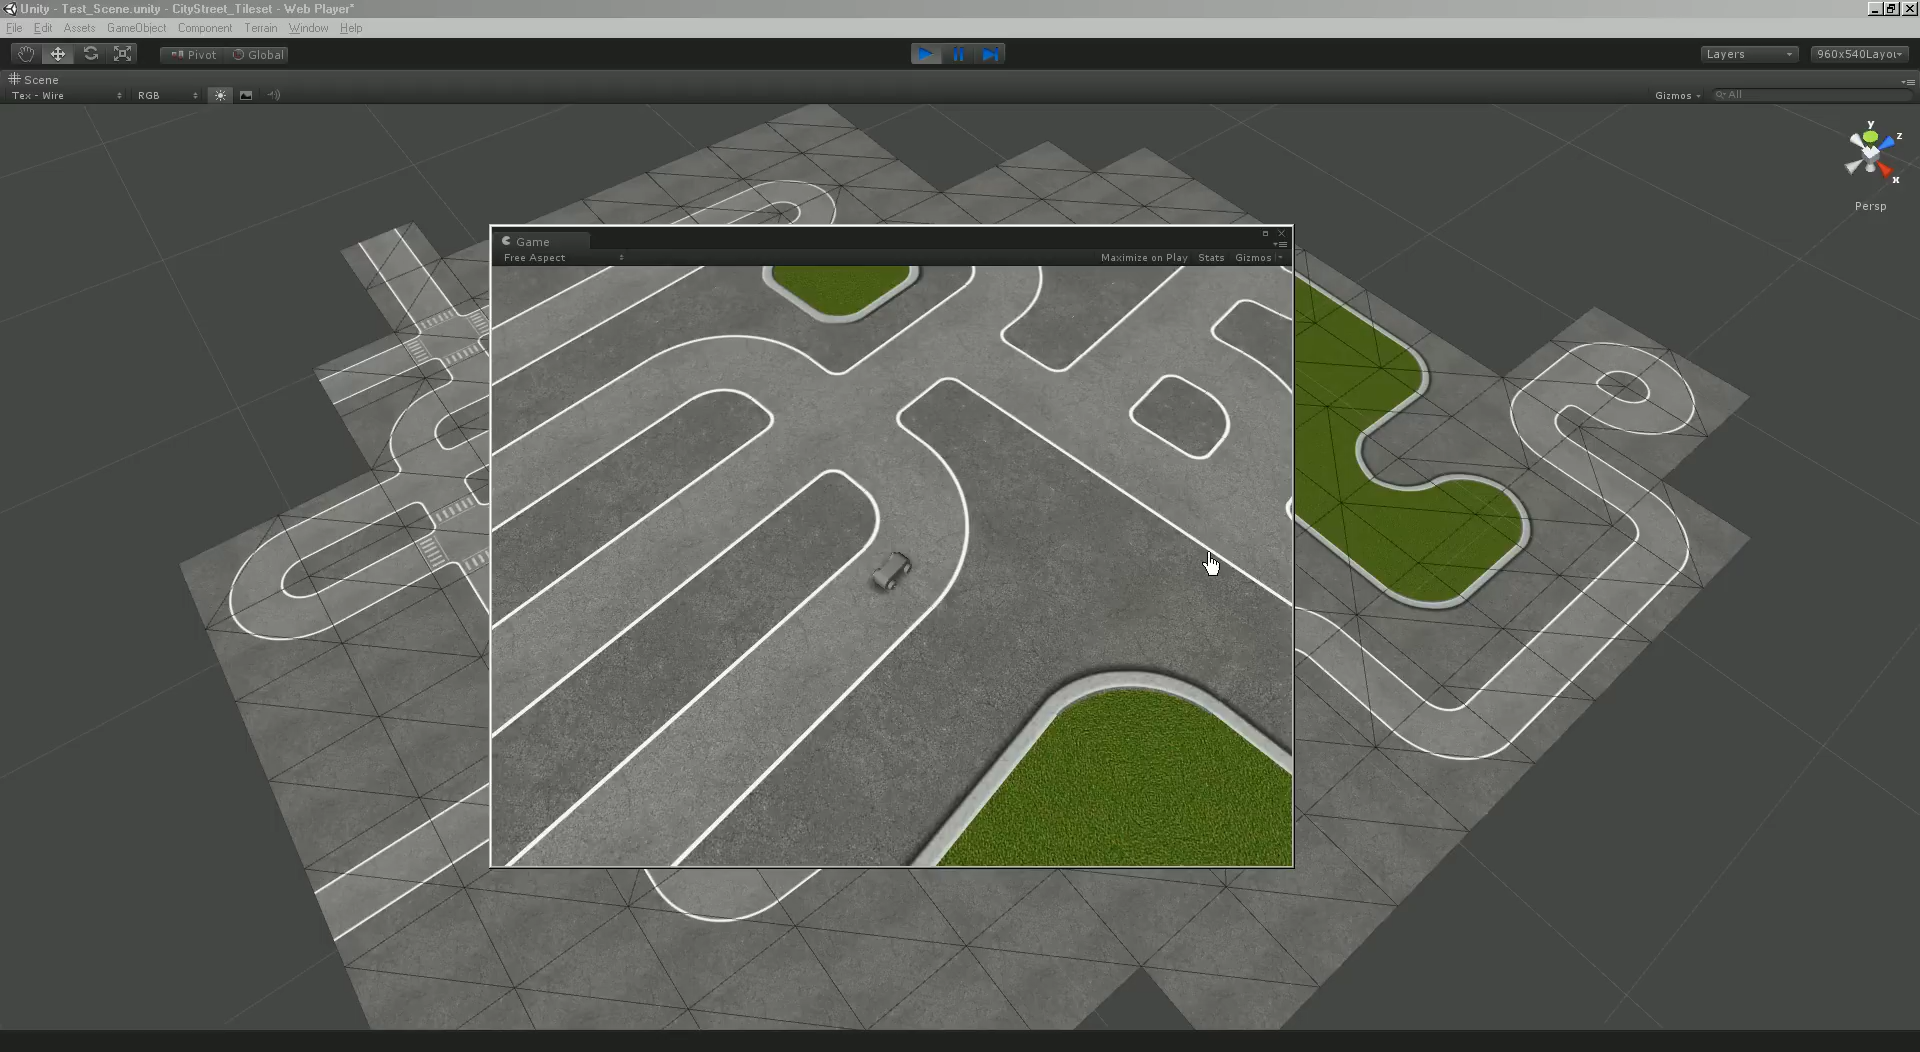 Unity - Test_Scene.unity - CityStreet_Tileset - Web Player*
File Edit Assets GameObject Component Terrain Window Help
Pivot Global Layers 960x540Layou
Scene
Tex - Wire RGB Gizmos All
y
z
x
Persp
Game
Free Aspect Maximize on Play Stats Gizmos